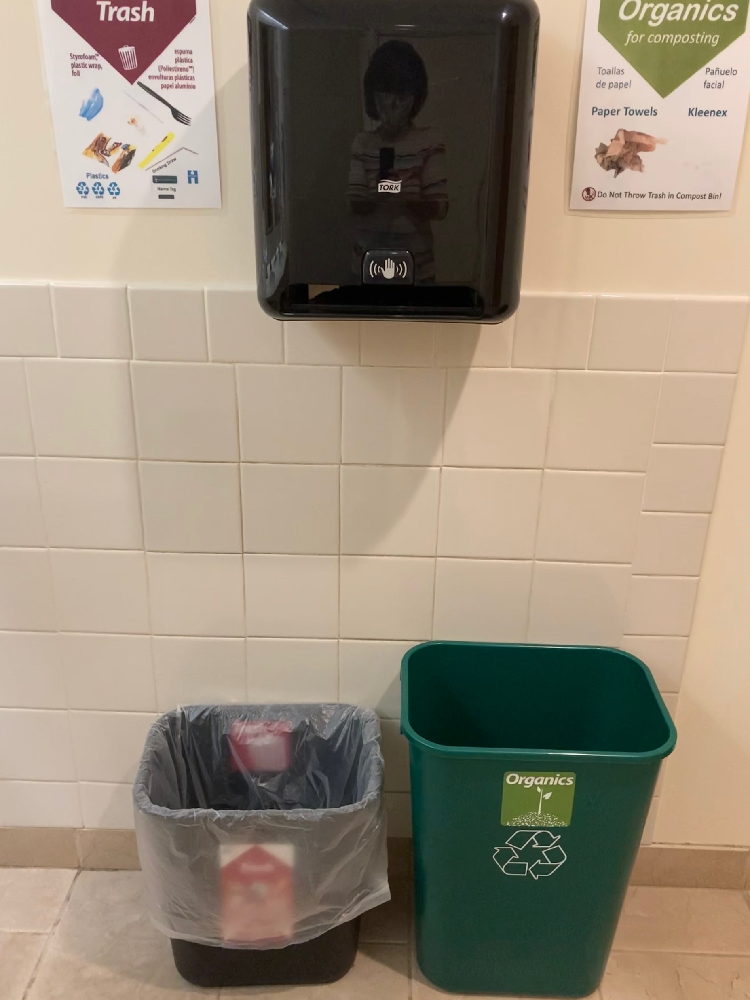 Trash
Styrofoam,™
plastic wrap,
foil
espuma
plástica
(Poliestireno™)
envolturas plásticas
papel aluminio
Drinking Straw
Plastics
PVC LDPE PS
Name Tag
TORK
Organics
for composting
Toallas
de papel
Pañuelo
facial
Paper Towels
Kleenex
Do Not Throw Trash in Compost Bin!
Organics